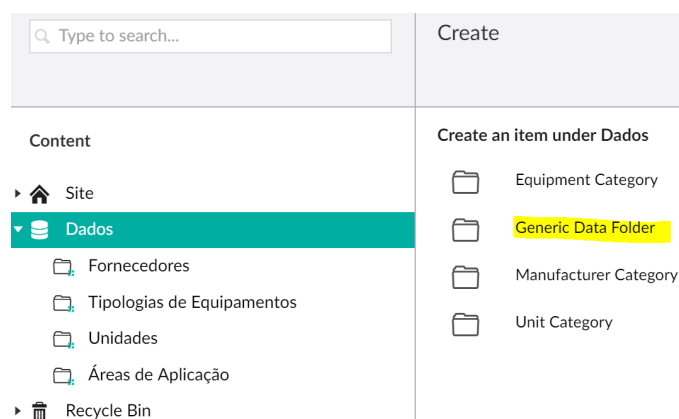 Type to search...
Create
Content
Site
Dados
Fornecedores
Tipologias de Equipamentos
Unidades
Áreas de Aplicação
Recycle Bin
Create an item under Dados
Equipment Category
Generic Data Folder
Manufacturer Category
Unit Category